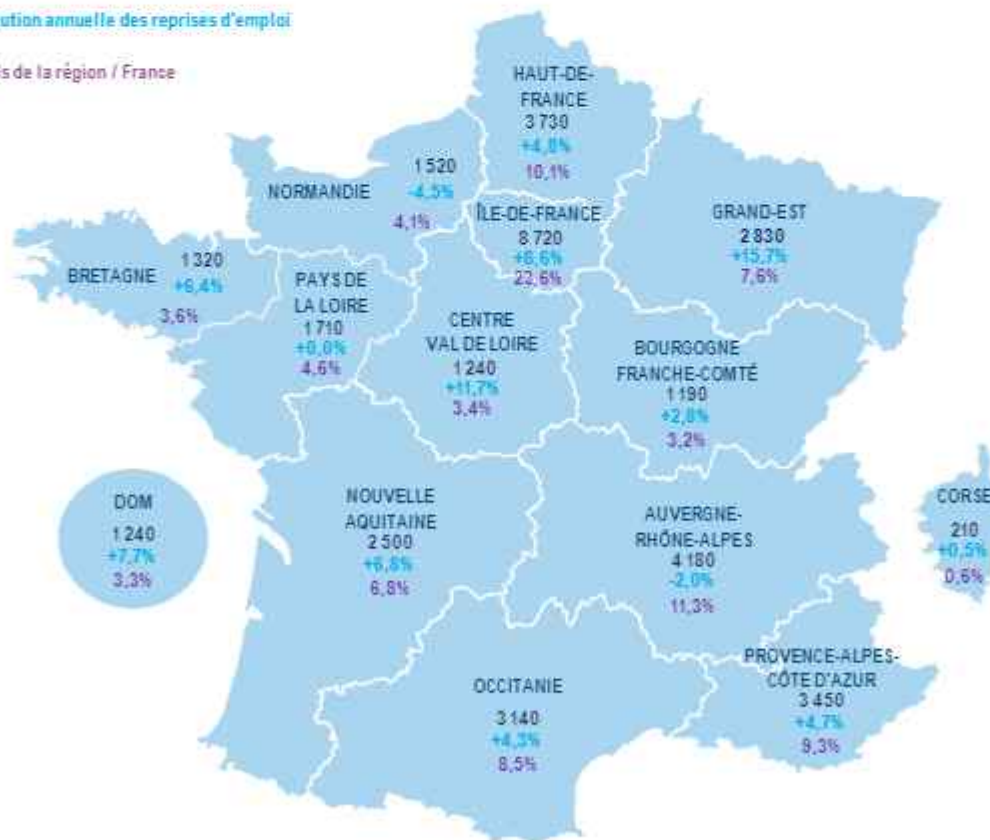 ution annuelle des reprises d'emploi
s de la région / France
HAUT-DE-
FRANCE
3 730
+4,8%
10,1%
1 520
NORMANDIE
-4,5%
4,1%
ÎLE-DE-FRANCE
8 720
+6,6%
23,6%
GRAND-EST
2 830
+15,7%
7,6%
1 320
BRETAGNE
+6,4%
3,6%
PAYS DE
LA LOIRE
1 710
+0,0%
4,6%
CENTRE
VAL DE LOIRE
1 240
+11,7%
3,4%
BOURGOGNE
FRANCHE-COMTÉ
1 190
+2,8%
3,2%
DOM
1 240
+7,7%
3,3%
NOUVELLE
AQUITAINE
2 500
+6,8%
6,8%
AUVERGNE-
RHÔNE-ALPES
4 180
-2,0%
11,3%
CORSE
210
+0,5%
0,6%
PROVENCE-ALPES-
CÔTE D'AZUR
3 450
+4,7%
9,3%
OCCITANIE
3 140
+4,3%
8,5%